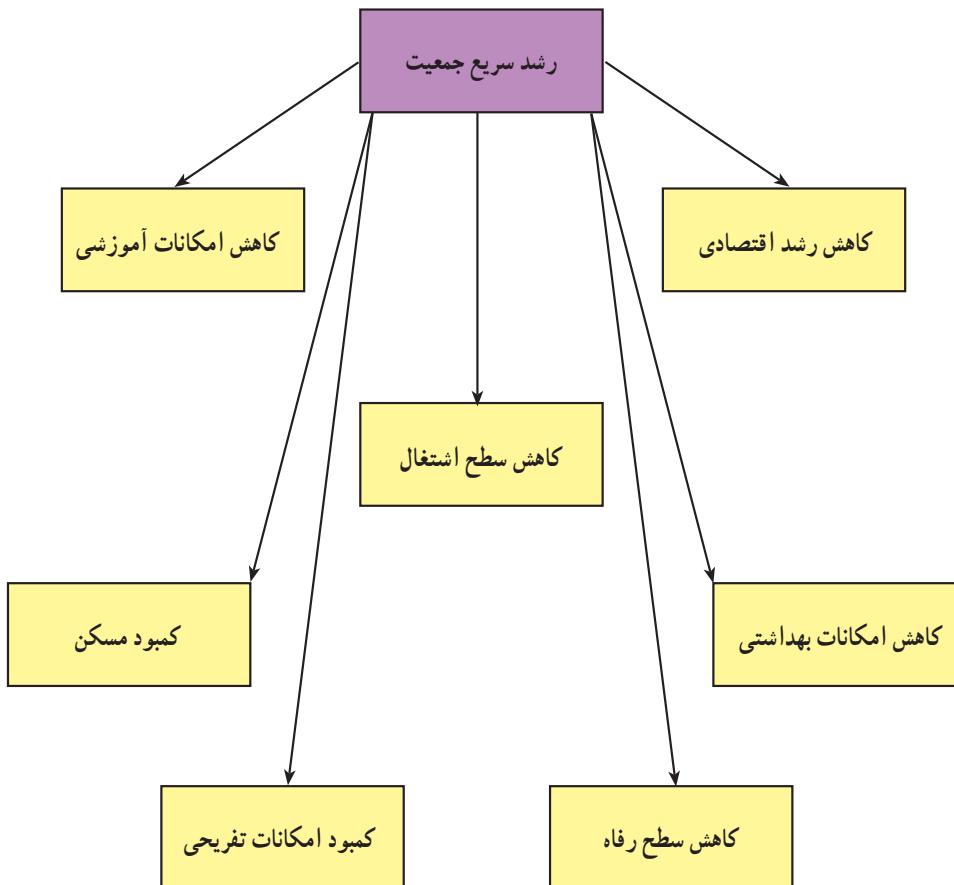 رشد سریع جمعیت
کاهش رشد اقتصادی
کاهش امکانات آموزشی
کاهش سطح اشتغال
کاهش امکانات بهداشتی
کمبود مسکن
کاهش سطح رفاه
کمبود امکانات تفریحی